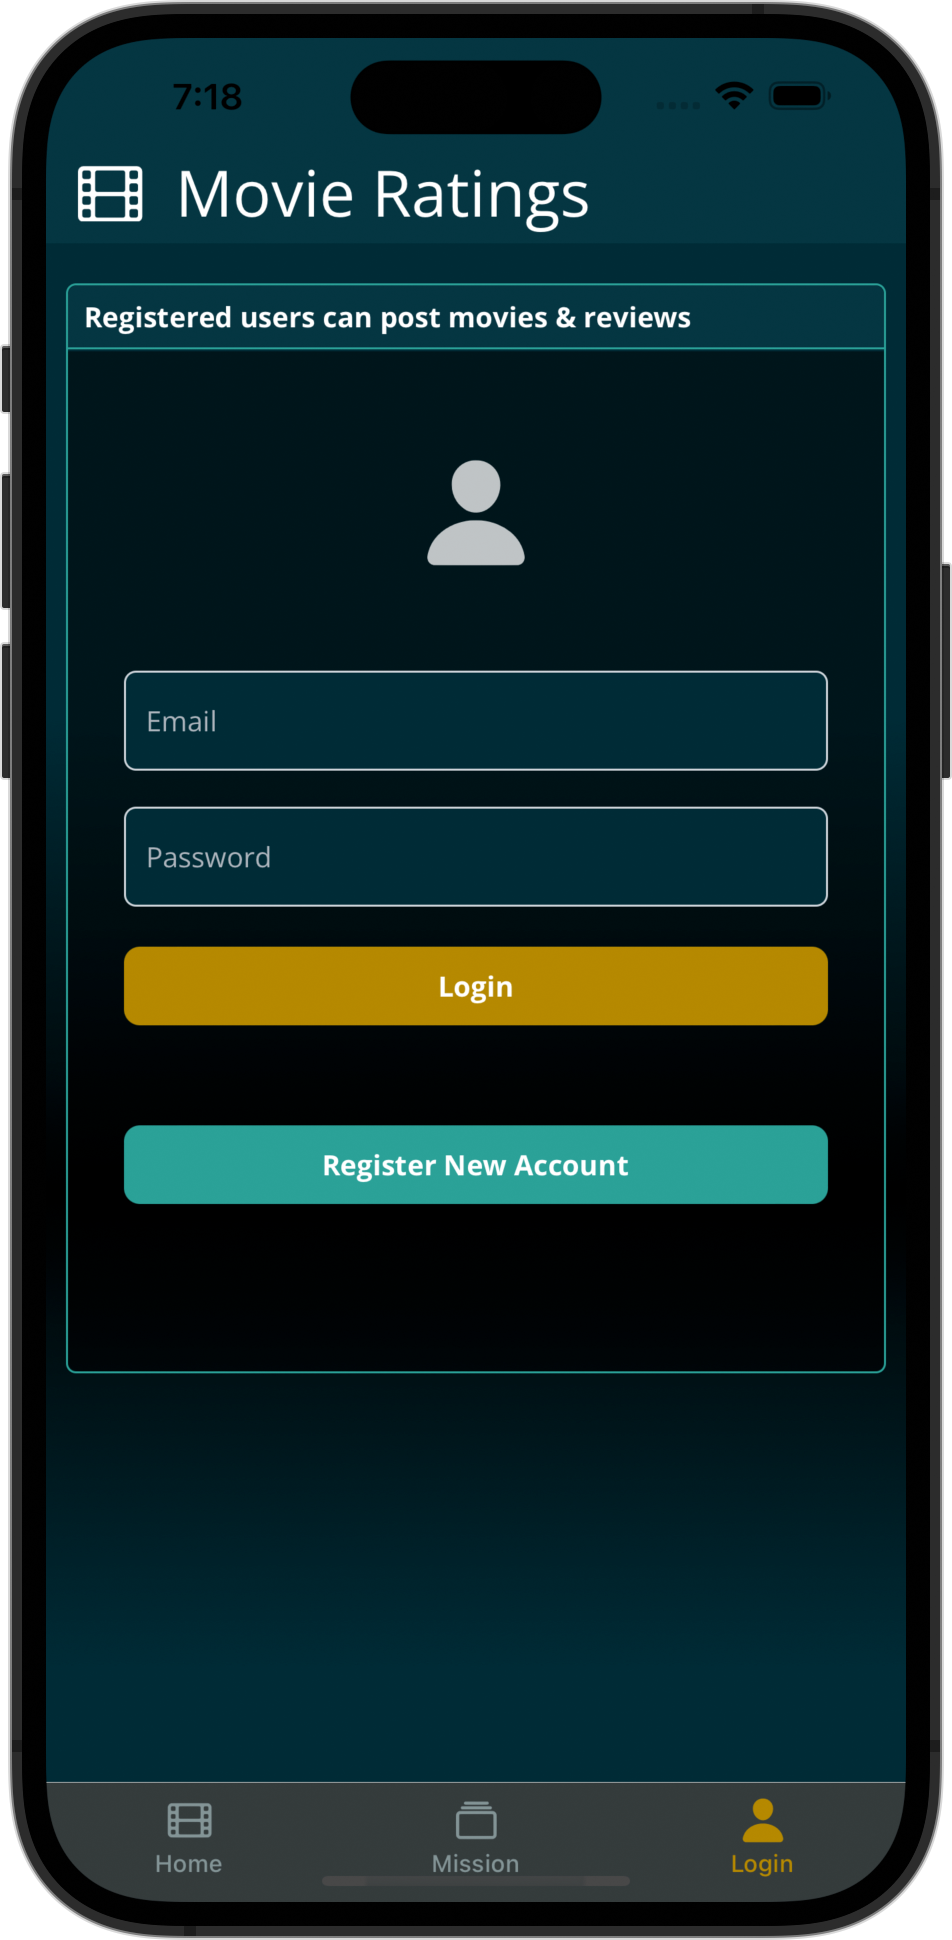 7:18
Movie Ratings
Registered users can post movies & reviews
Email
Password
Login
Register New Account
Home
Mission
Login